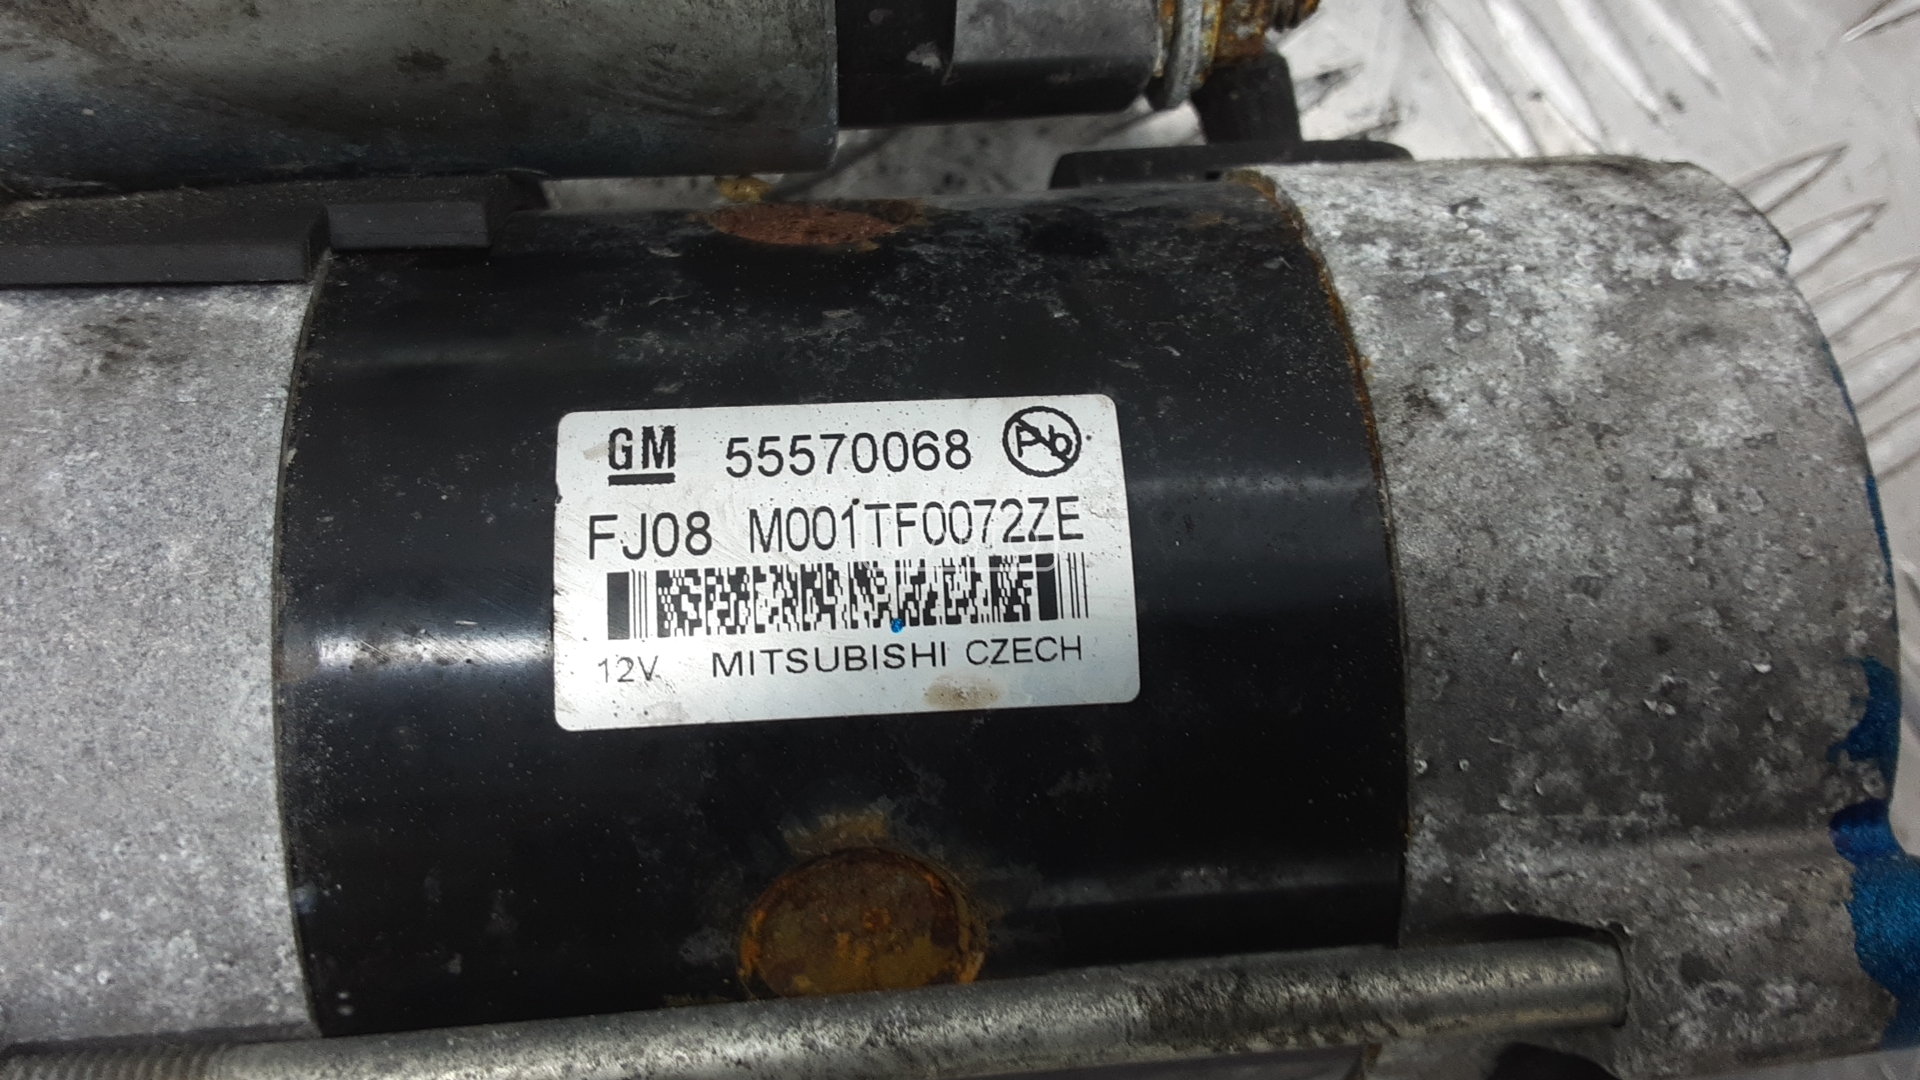 GM 55570068 Pb
FJ08 M001TF0072ZE
12V MITSUBISHI CZECH